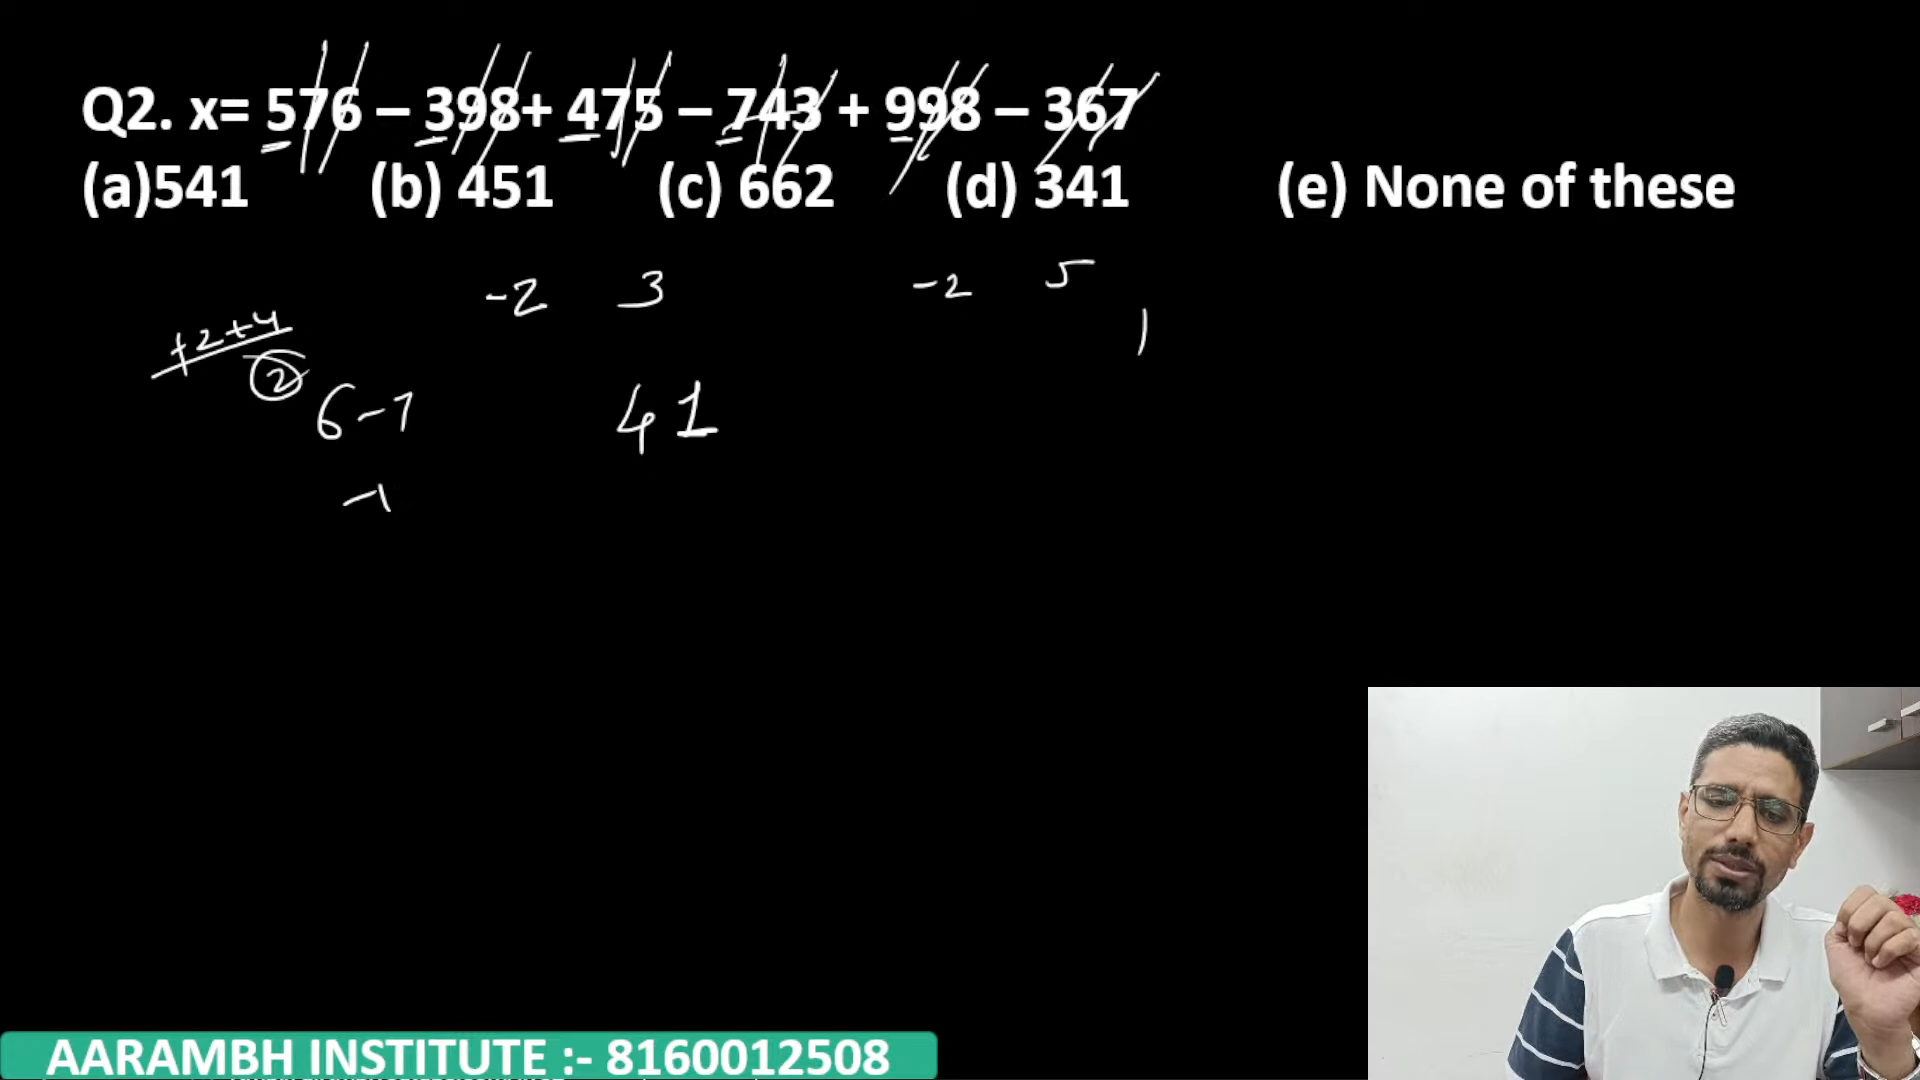 Q2. x= 576 – 398+ 475 – 743 + 998 – 367
(a)541 (b) 451 (c) 662 (d) 341 (e) None of these
-2 3 -2 5
+2+4 1
2
6-7 41
-1
AARAMBH INSTITUTE :- 8160012508